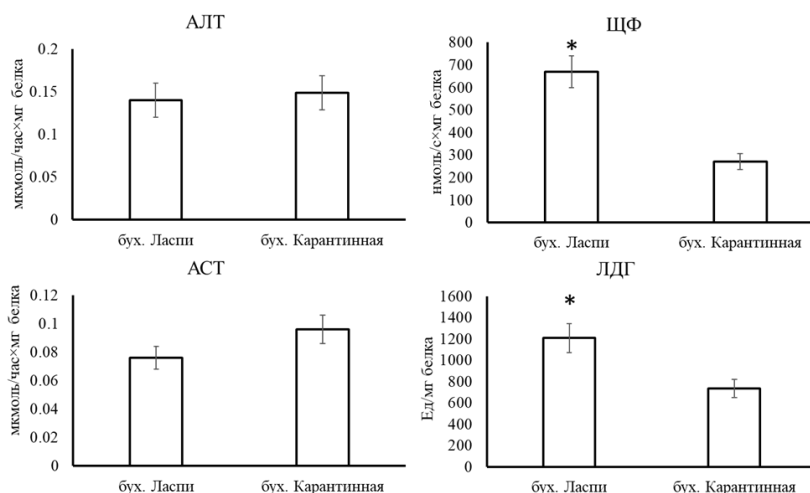 АЛТ
мкмоль/час×мг белка
0.2
0.15
0.1
0.05
0
бух. Ласпи
бух. Карантинная
ЩФ
нмоль/с×мг белка
800
700
600
500
400
300
200
100
0
*
бух. Ласпи
бух. Карантинная
АСТ
мкмоль/час×мг белка
0.12
0.1
0.08
0.06
0.04
0.02
0
бух. Ласпи
бух. Карантинная
ЛДГ
Ед/мг белка
1600
1400
1200
1000
800
600
400
200
0
*
бух. Ласпи
бух. Карантинная